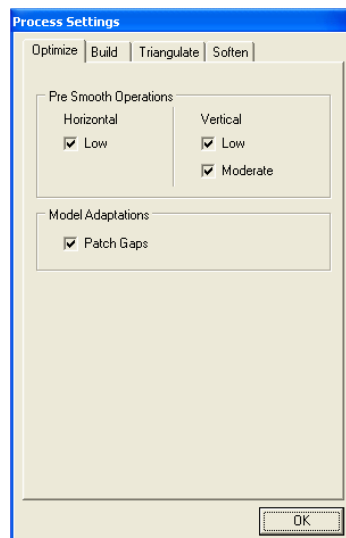 Process Settings
Optimize Build Triangulate Soften
Pre Smooth Operations
Horizontal Vertical
Low Low
Moderate
Model Adaptations
Patch Gaps
OK